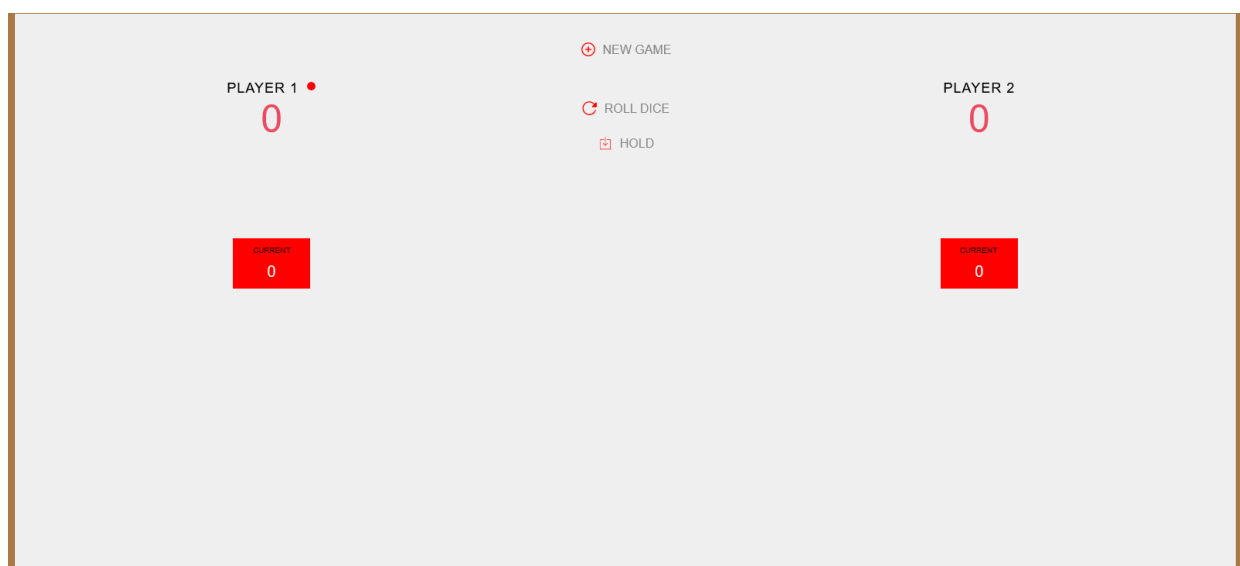 NEW GAME
PLAYER 1
0
ROLL DICE
HOLD
PLAYER 2
0
CURRENT
0
CURRENT
0